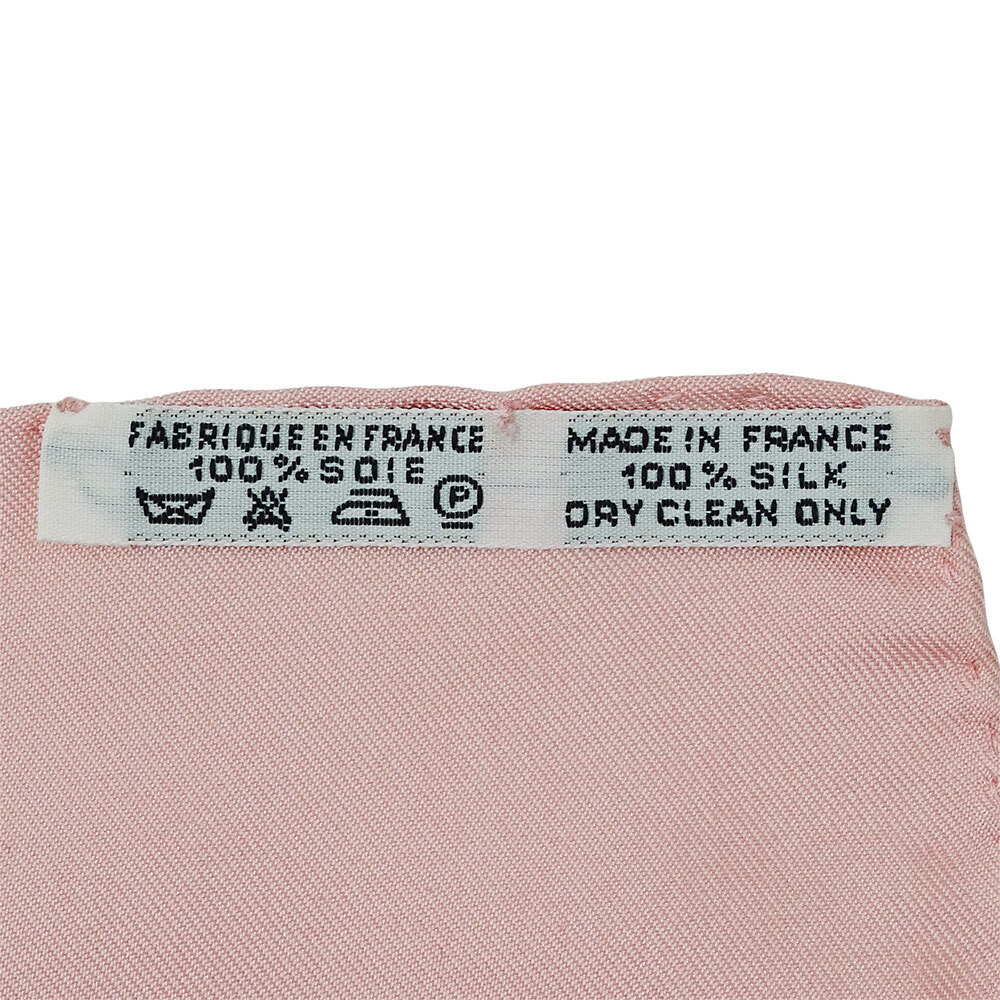 FABRIQUE EN FRANCE
100% SOIE
P
MADE IN FRANCE
100% SILK
DRY CLEAN ONLY